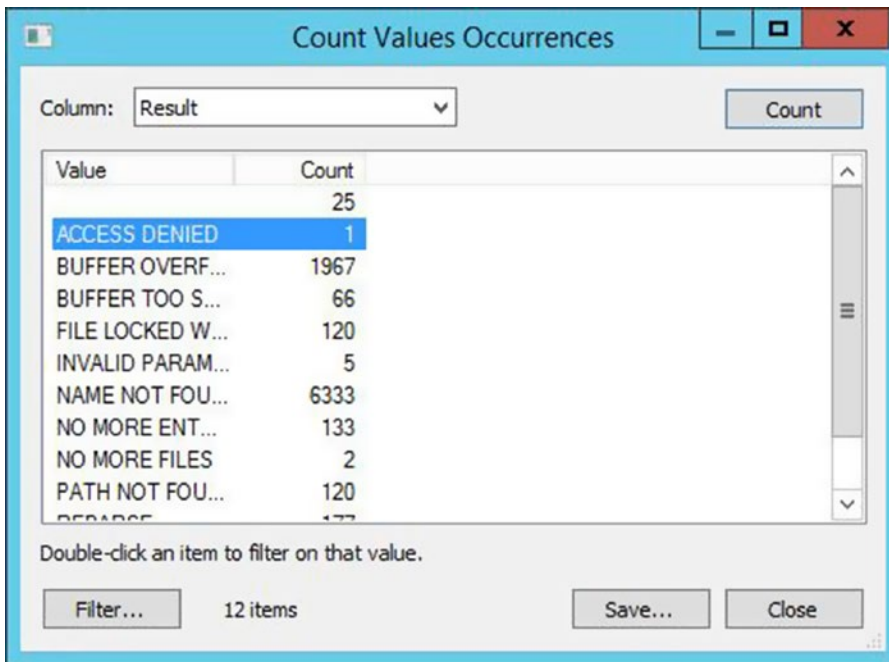 Count Values Occurrences
Column: Result Count
Value Count
25
ACCESS DENIED 1
BUFFER OVERF... 1967
BUFFER TOO S... 66
FILE LOCKED W... 120
INVALID PARAM... 5
NAME NOT FOU... 6333
NO MORE ENT... 133
NO MORE FILES 2
PATH NOT FOU... 120
REPARSE 177
Double-click an item to filter on that value.
Filter... 12 items Save... Close